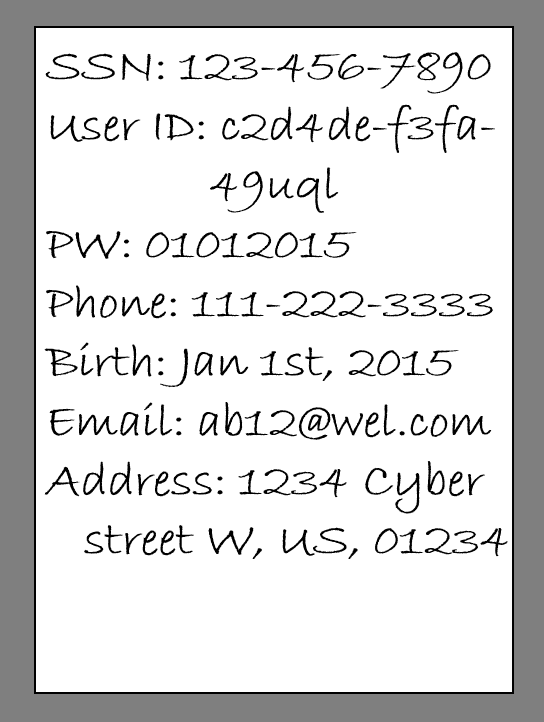 SSN: 123-456-7890
User ID: c2d4de-f3fa-
49uql
PW: 01012015
Phone: 111-222-3333
Birth: Jan 1st, 2015
Email: ab12@wel.com
Address: 1234 Cyber
street W, US, 01234